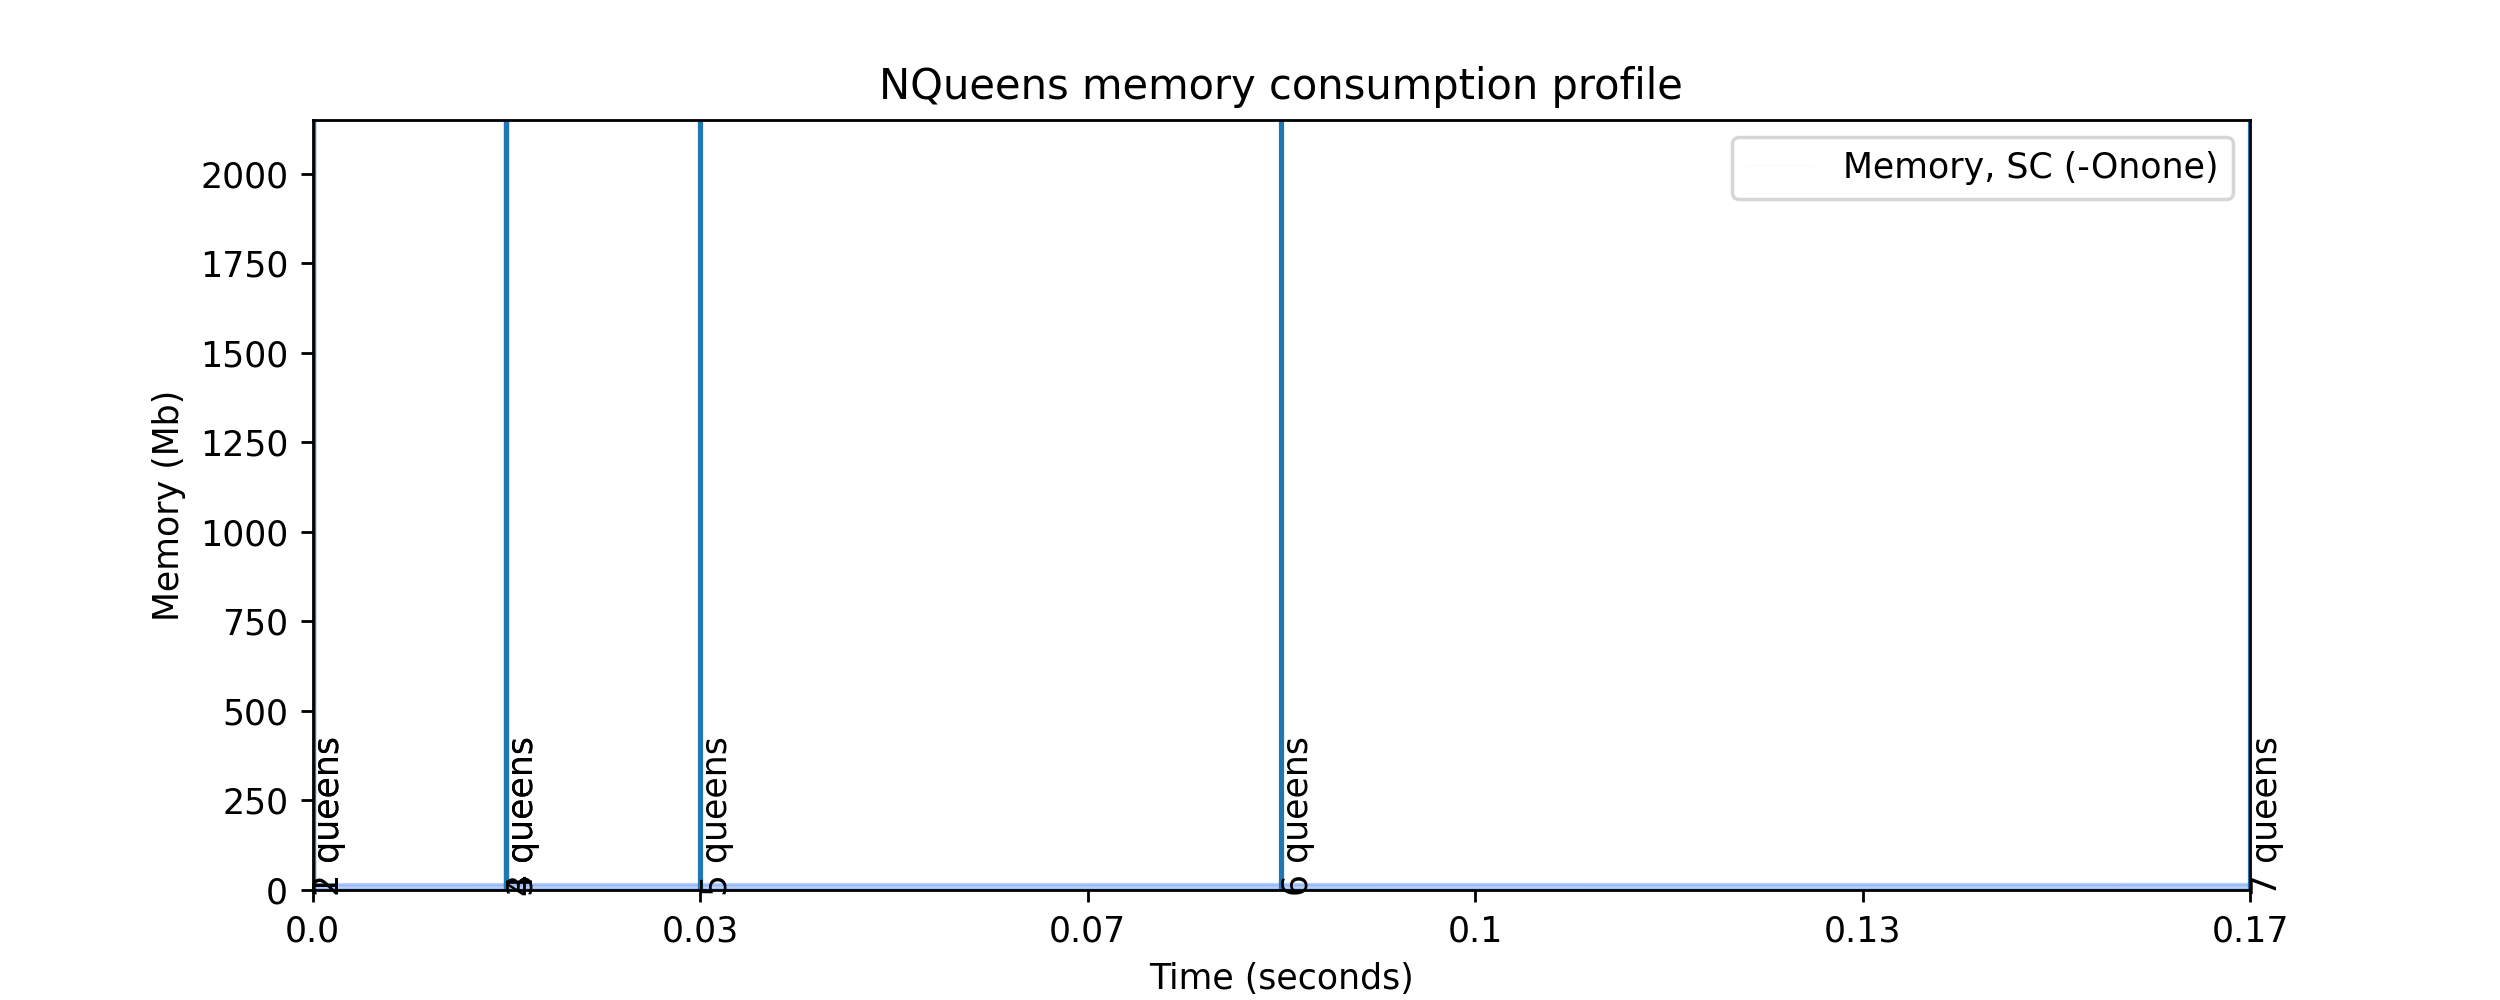 NQueens memory consumption profile
Memory, SC (-Onone)
2000
1750
1500
1250
1000
750
500
250
0
Memory (Mb)
queens
queens
5 queens
6 queens
7 queens
0.0
0.03
0.07
0.1
0.13
0.17
Time (seconds)